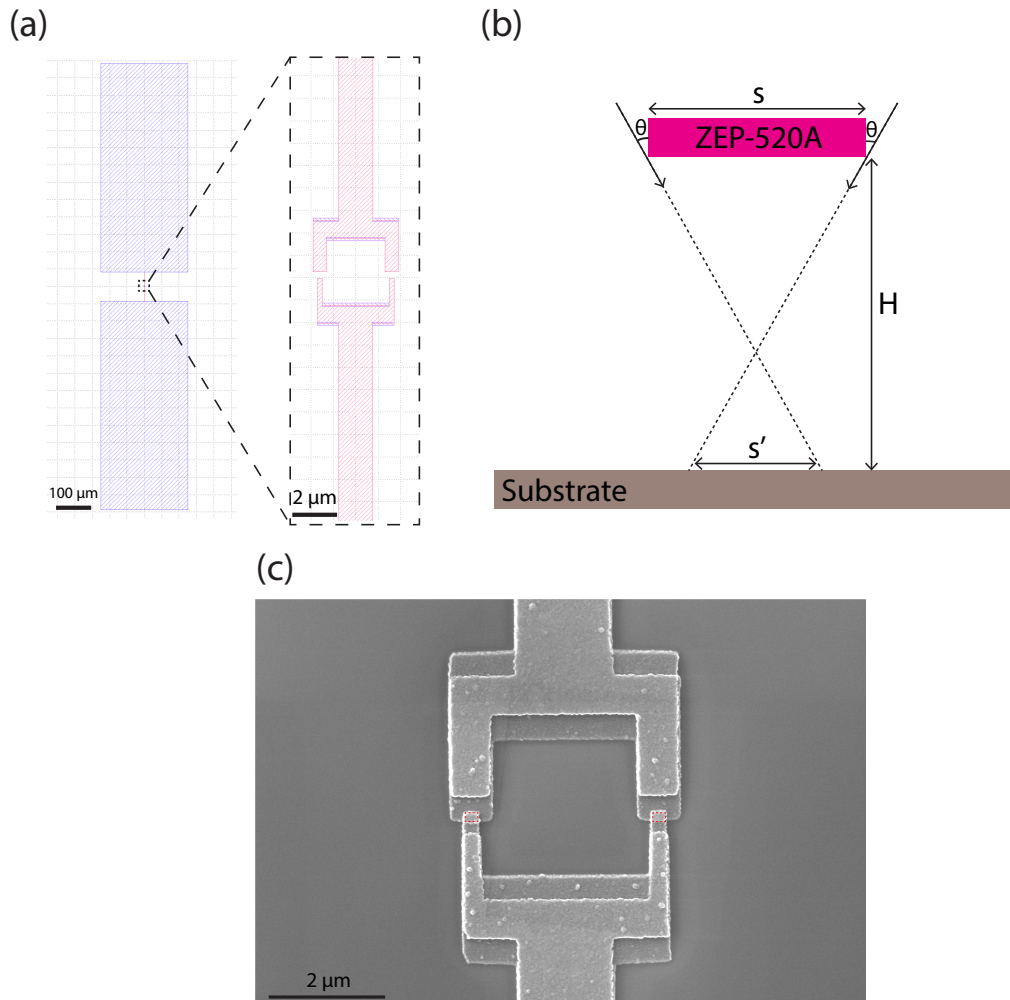 (a)
(b)
100 µm
2 µm
s
θ
ZEP-520A
θ
H
s’
Substrate
(c)
2 µm